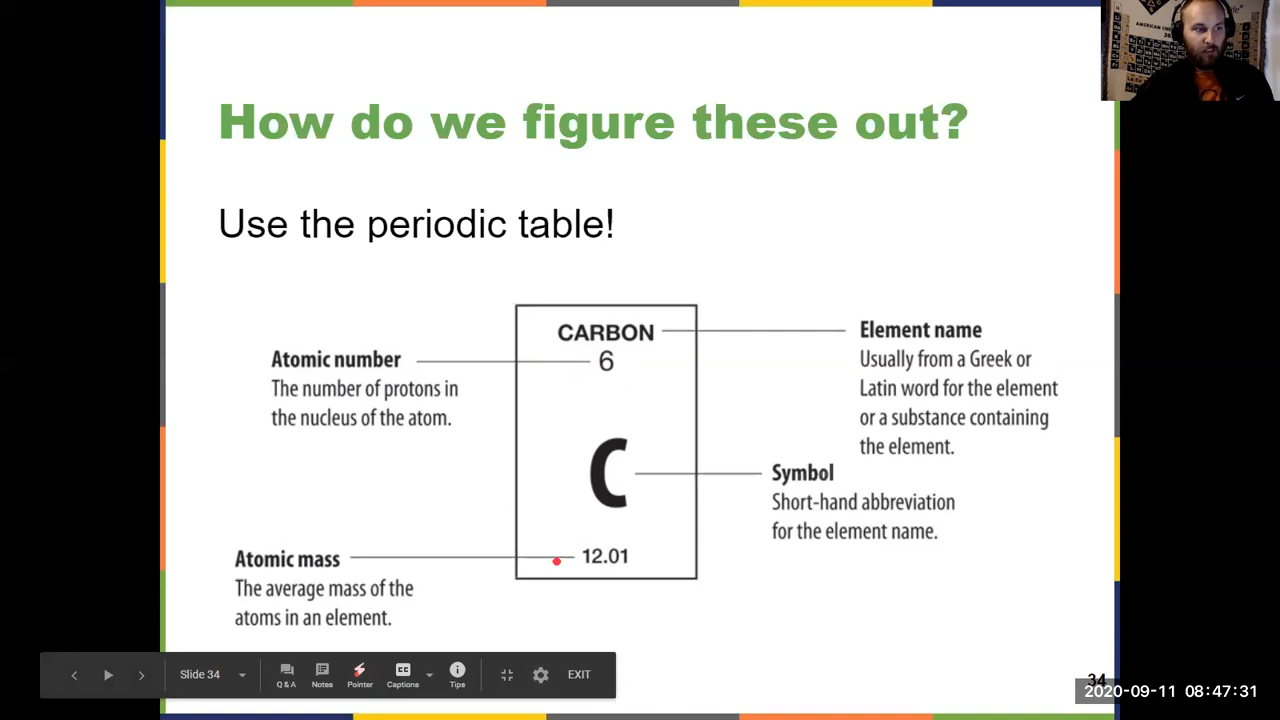 How do we figure these out?
Use the periodic table!
CARBON
6
C
12.01
Atomic number
The number of protons in
the nucleus of the atom.
Atomic mass
The average mass of the
atoms in an element.
Element name
Usually from a Greek or
Latin word for the element
or a substance containing
the element.
Symbol
Short-hand abbreviation
for the element name.
Slide 34
Q & A
Notes
Pointer
CC
Captions
Tips
EXIT
34
2020-09-11 08:47:31